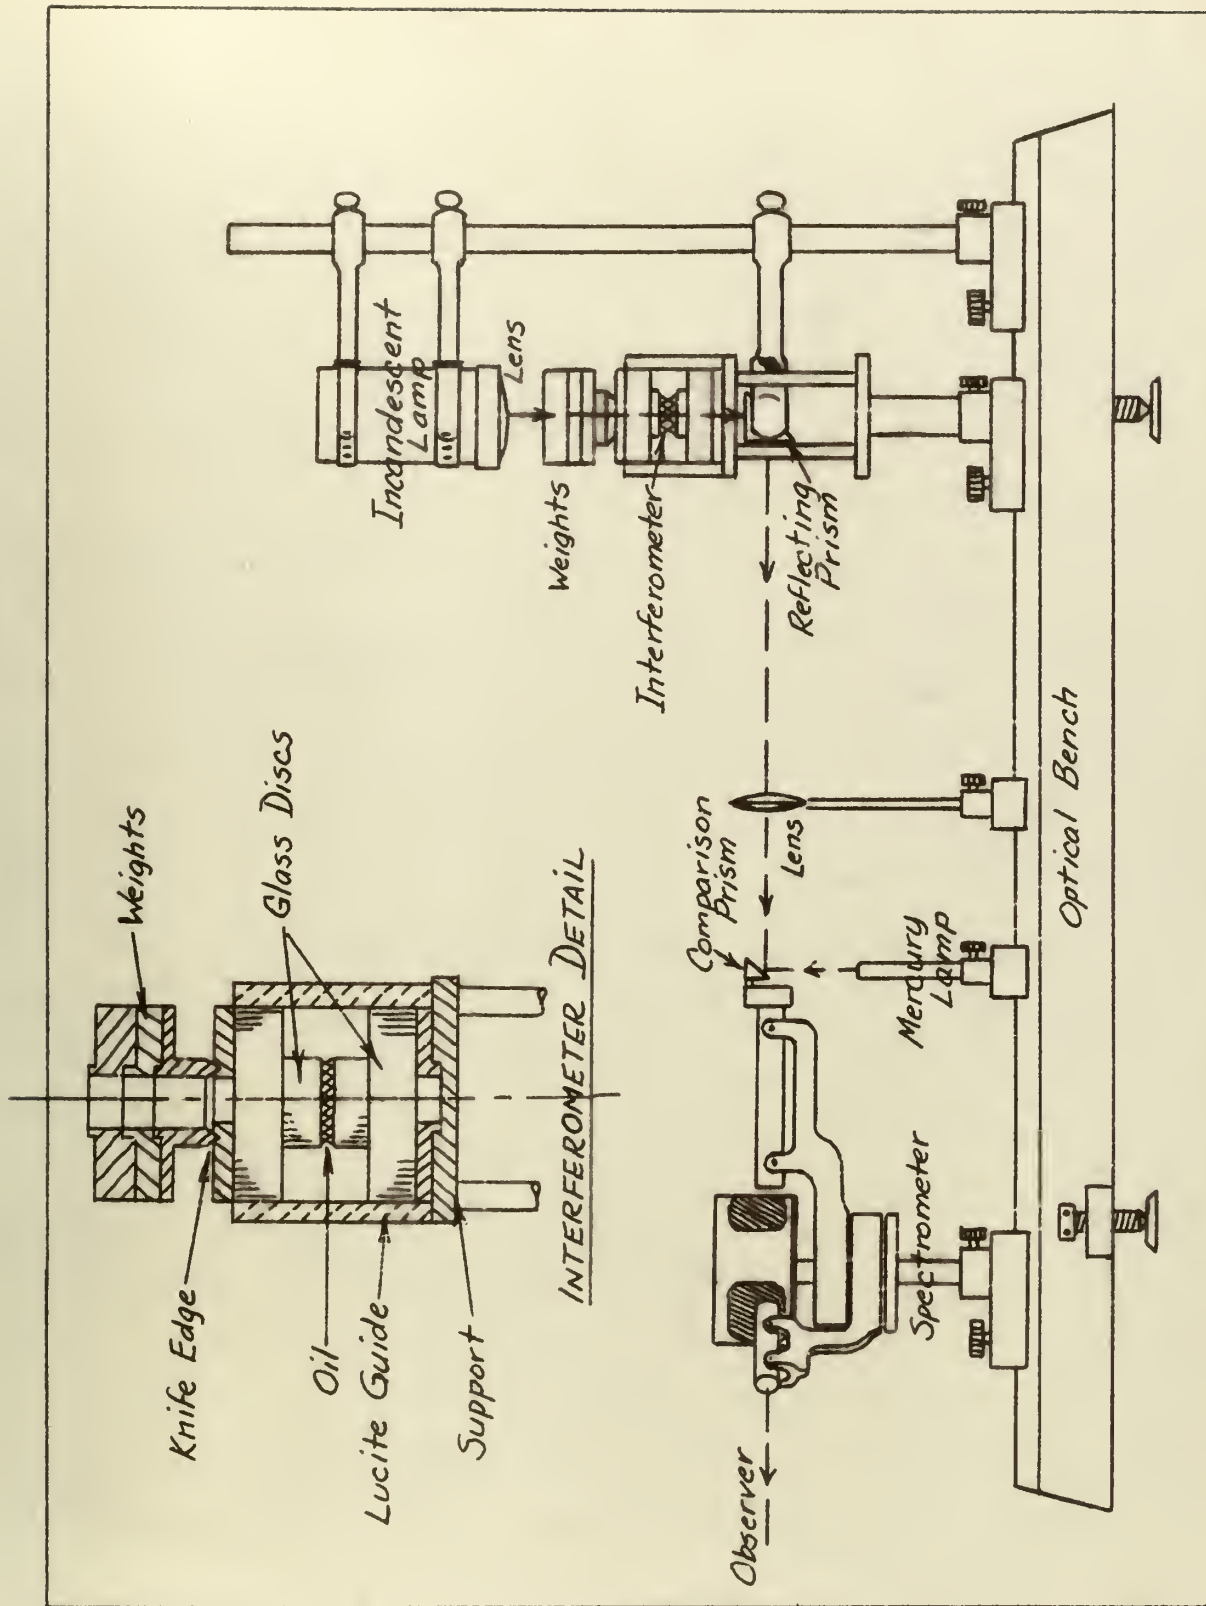 Weights
Glass Discs
Knife Edge
Oil
Lucite Guide
Support
INTERFEROMETER DETAIL
Incandescent
Lamp
Lens
Weights
Interferometer
Reflecting
Prism
Comparison
Prism
Lens
Mercury
Lamp
Spectrometer
Observer
Optical Bench